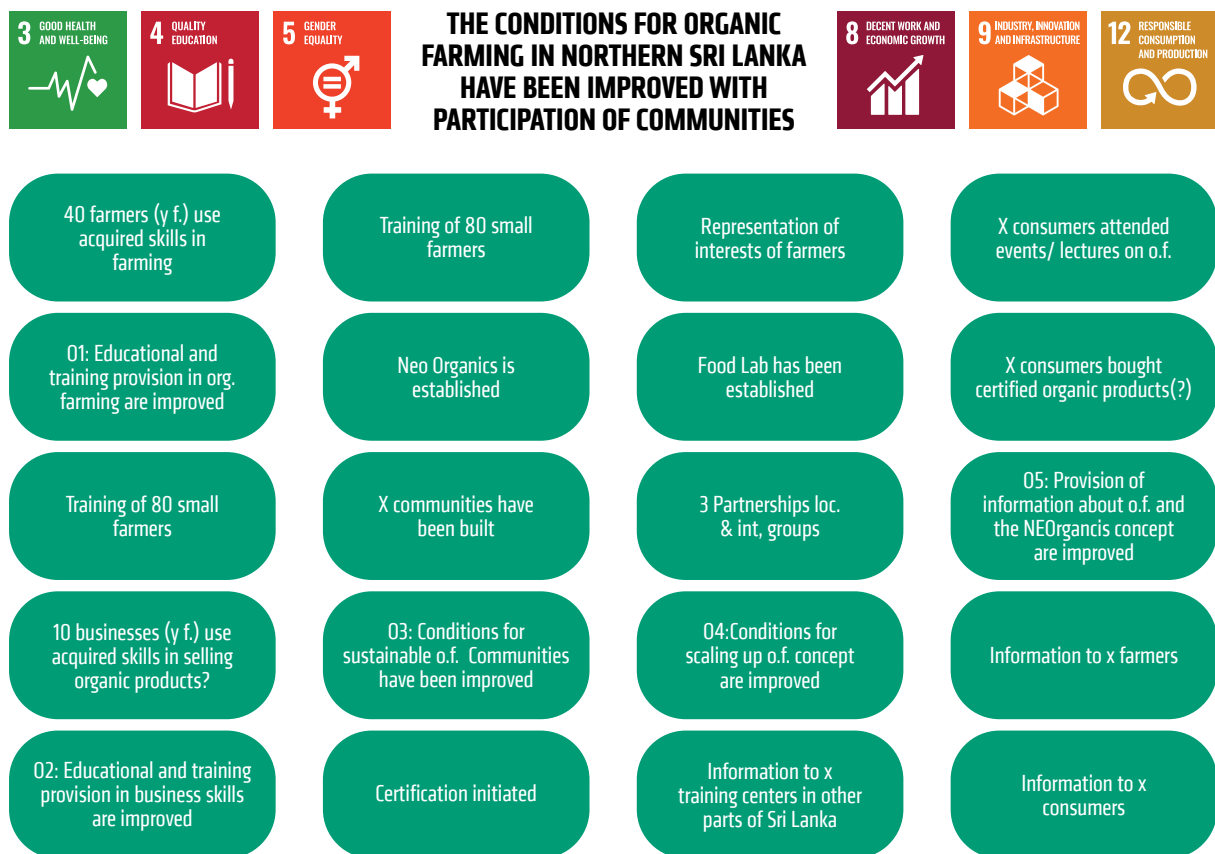 3 GOOD HEALTH
AND WELL-BEING
4 QUALITY
EDUCATION
5 GENDER
EQUALITY
THE CONDITIONS FOR ORGANIC
FARMING IN NORTHERN SRI LANKA
HAVE BEEN IMPROVED WITH
PARTICIPATION OF COMMUNITIES
8 DECENT WORK AND
ECONOMIC GROWTH
9 INDUSTRY, INNOVATION
AND INFRASTRUCTURE
12 RESPONSIBLE
CONSUMPTION
AND PRODUCTION
40 farmers (y f.) use
acquired skills in
farming
Training of 80 small
farmers
Representation of
interests of farmers
X consumers attended
events/ lectures on o.f.
O1: Educational and
training provision in org.
farming are improved
Neo Organics is
established
Food Lab has been
established
X consumers bought
certified organic products(?)
Training of 80 small
farmers
X communities have
been built
3 Partnerships loc.
& int, groups
O5: Provision of
information about o.f. and
the NEOrgancis concept
are improved
10 businesses (y f.) use
acquired skills in selling
organic products?
O3: Conditions for
sustainable o.f. Communities
have been improved
O4:Conditions for
scaling up o.f. concept
are improved
Information to x farmers
O2: Educational and training
provision in business skills
are improved
Certification initiated
Information to x
training centers in other
parts of Sri Lanka
Information to x
consumers